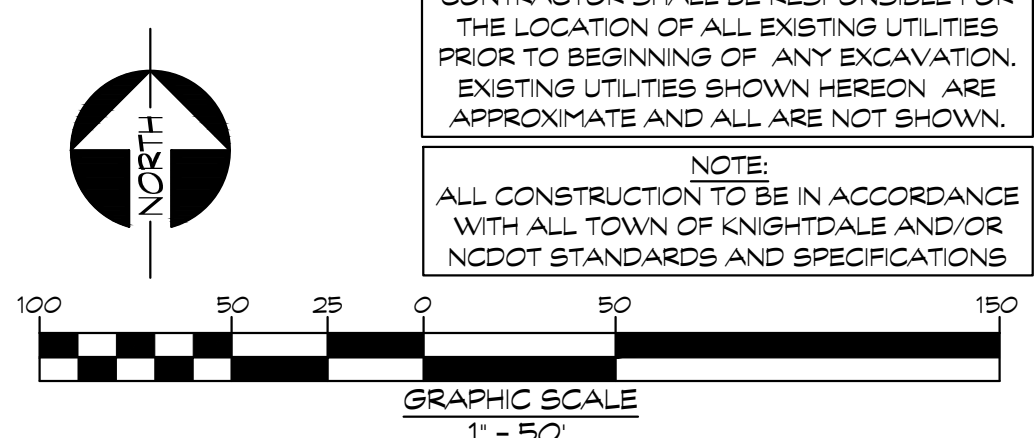 CONTRACTOR SHALL BE RESPONSIBLE FOR
THE LOCATION OF ALL EXISTING UTILITIES
PRIOR TO BEGINNING OF ANY EXCAVATION.
EXISTING UTILITIES SHOWN HEREON ARE
APPROXIMATE AND ALL ARE NOT SHOWN.
NORTH
NOTE:
ALL CONSTRUCTION TO BE IN ACCORDANCE
WITH ALL TOWN OF KNIGHTDALE AND/OR
NCDOT STANDARDS AND SPECIFICATIONS
100 50 25 0 50 150
GRAPHIC SCALE
1" - 50'